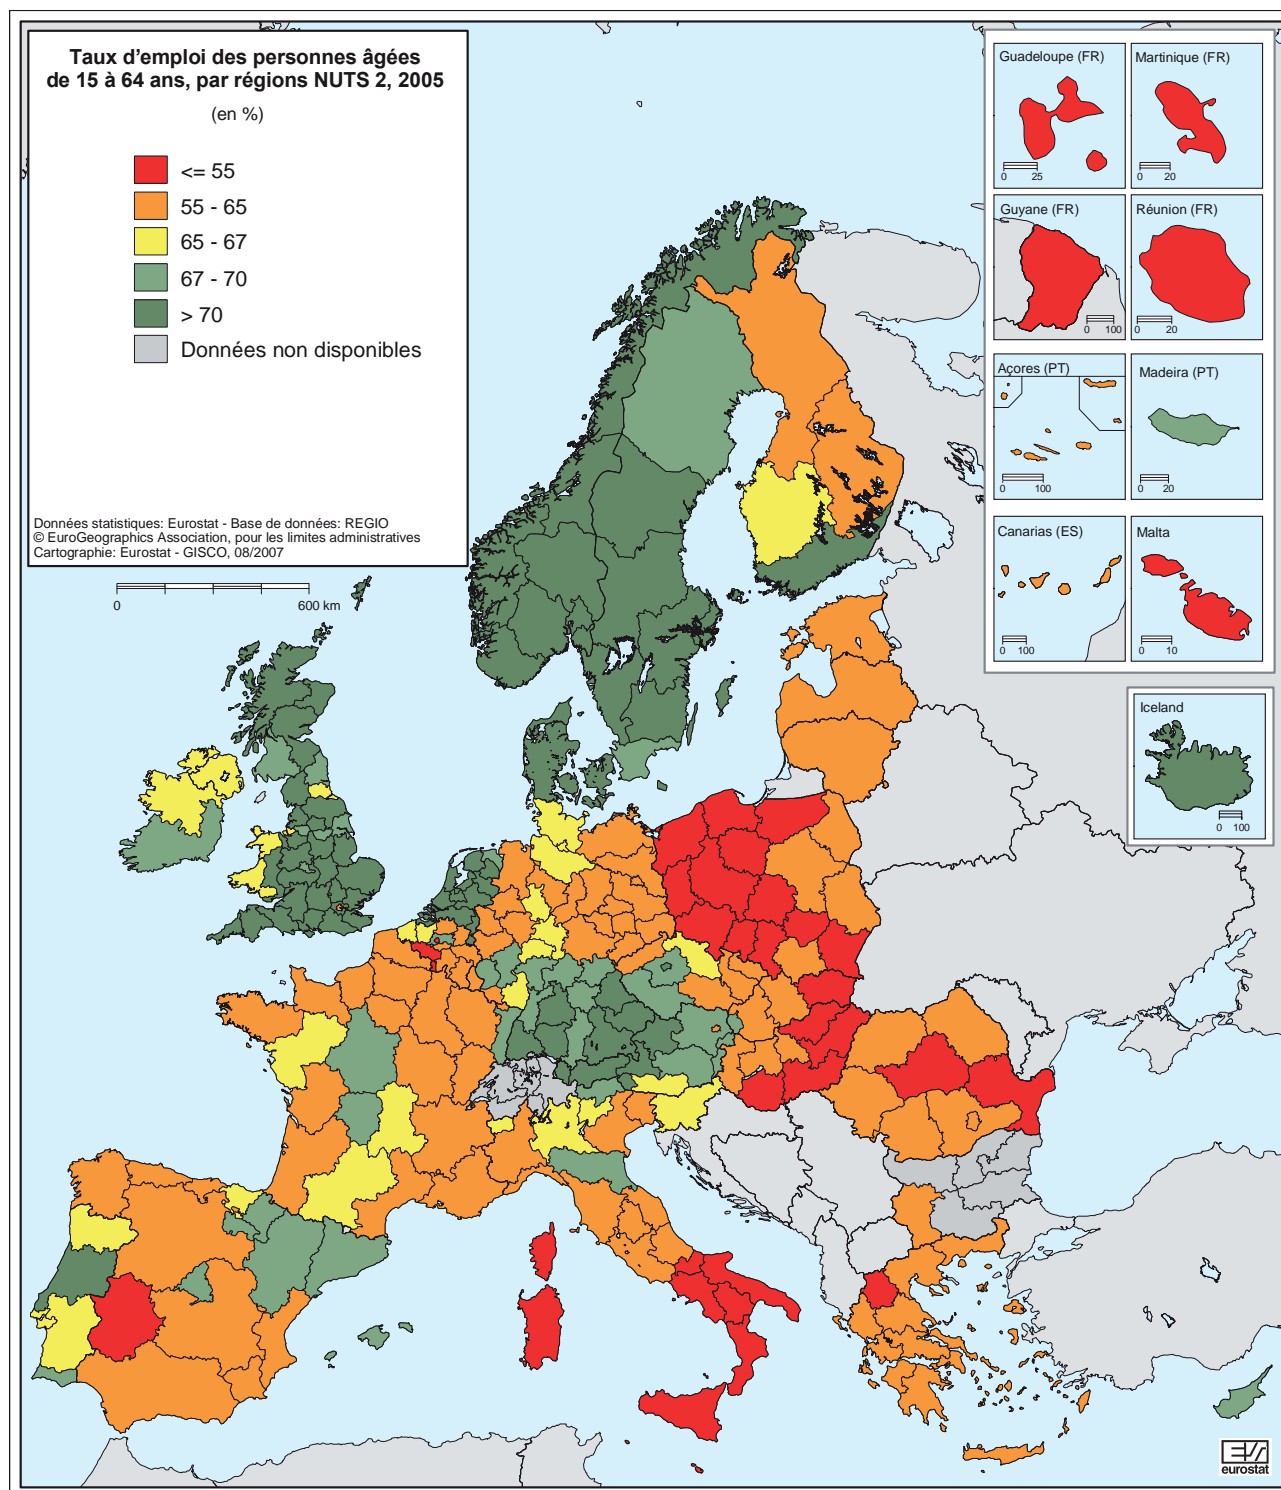 Taux d'emploi des personnes âgées
de 15 à 64 ans, par régions NUTS 2, 2005
(en %)
<= 55
55 - 65
65 - 67
67 - 70
> 70
Données non disponibles
Données statistiques: Eurostat - Base de données: REGIO
© EuroGeographics Association, pour les limites administratives
Cartographie: Eurostat - GISCO, 08/2007
0 600 km
Guadeloupe (FR)
0 25
Martinique (FR)
0 20
Guyane (FR)
0 100
Réunion (FR)
0 20
Açores (PT)
0 100
Madeira (PT)
0 20
Canarias (ES)
0 100
Malta
0 10
Iceland
0 100
eurostat